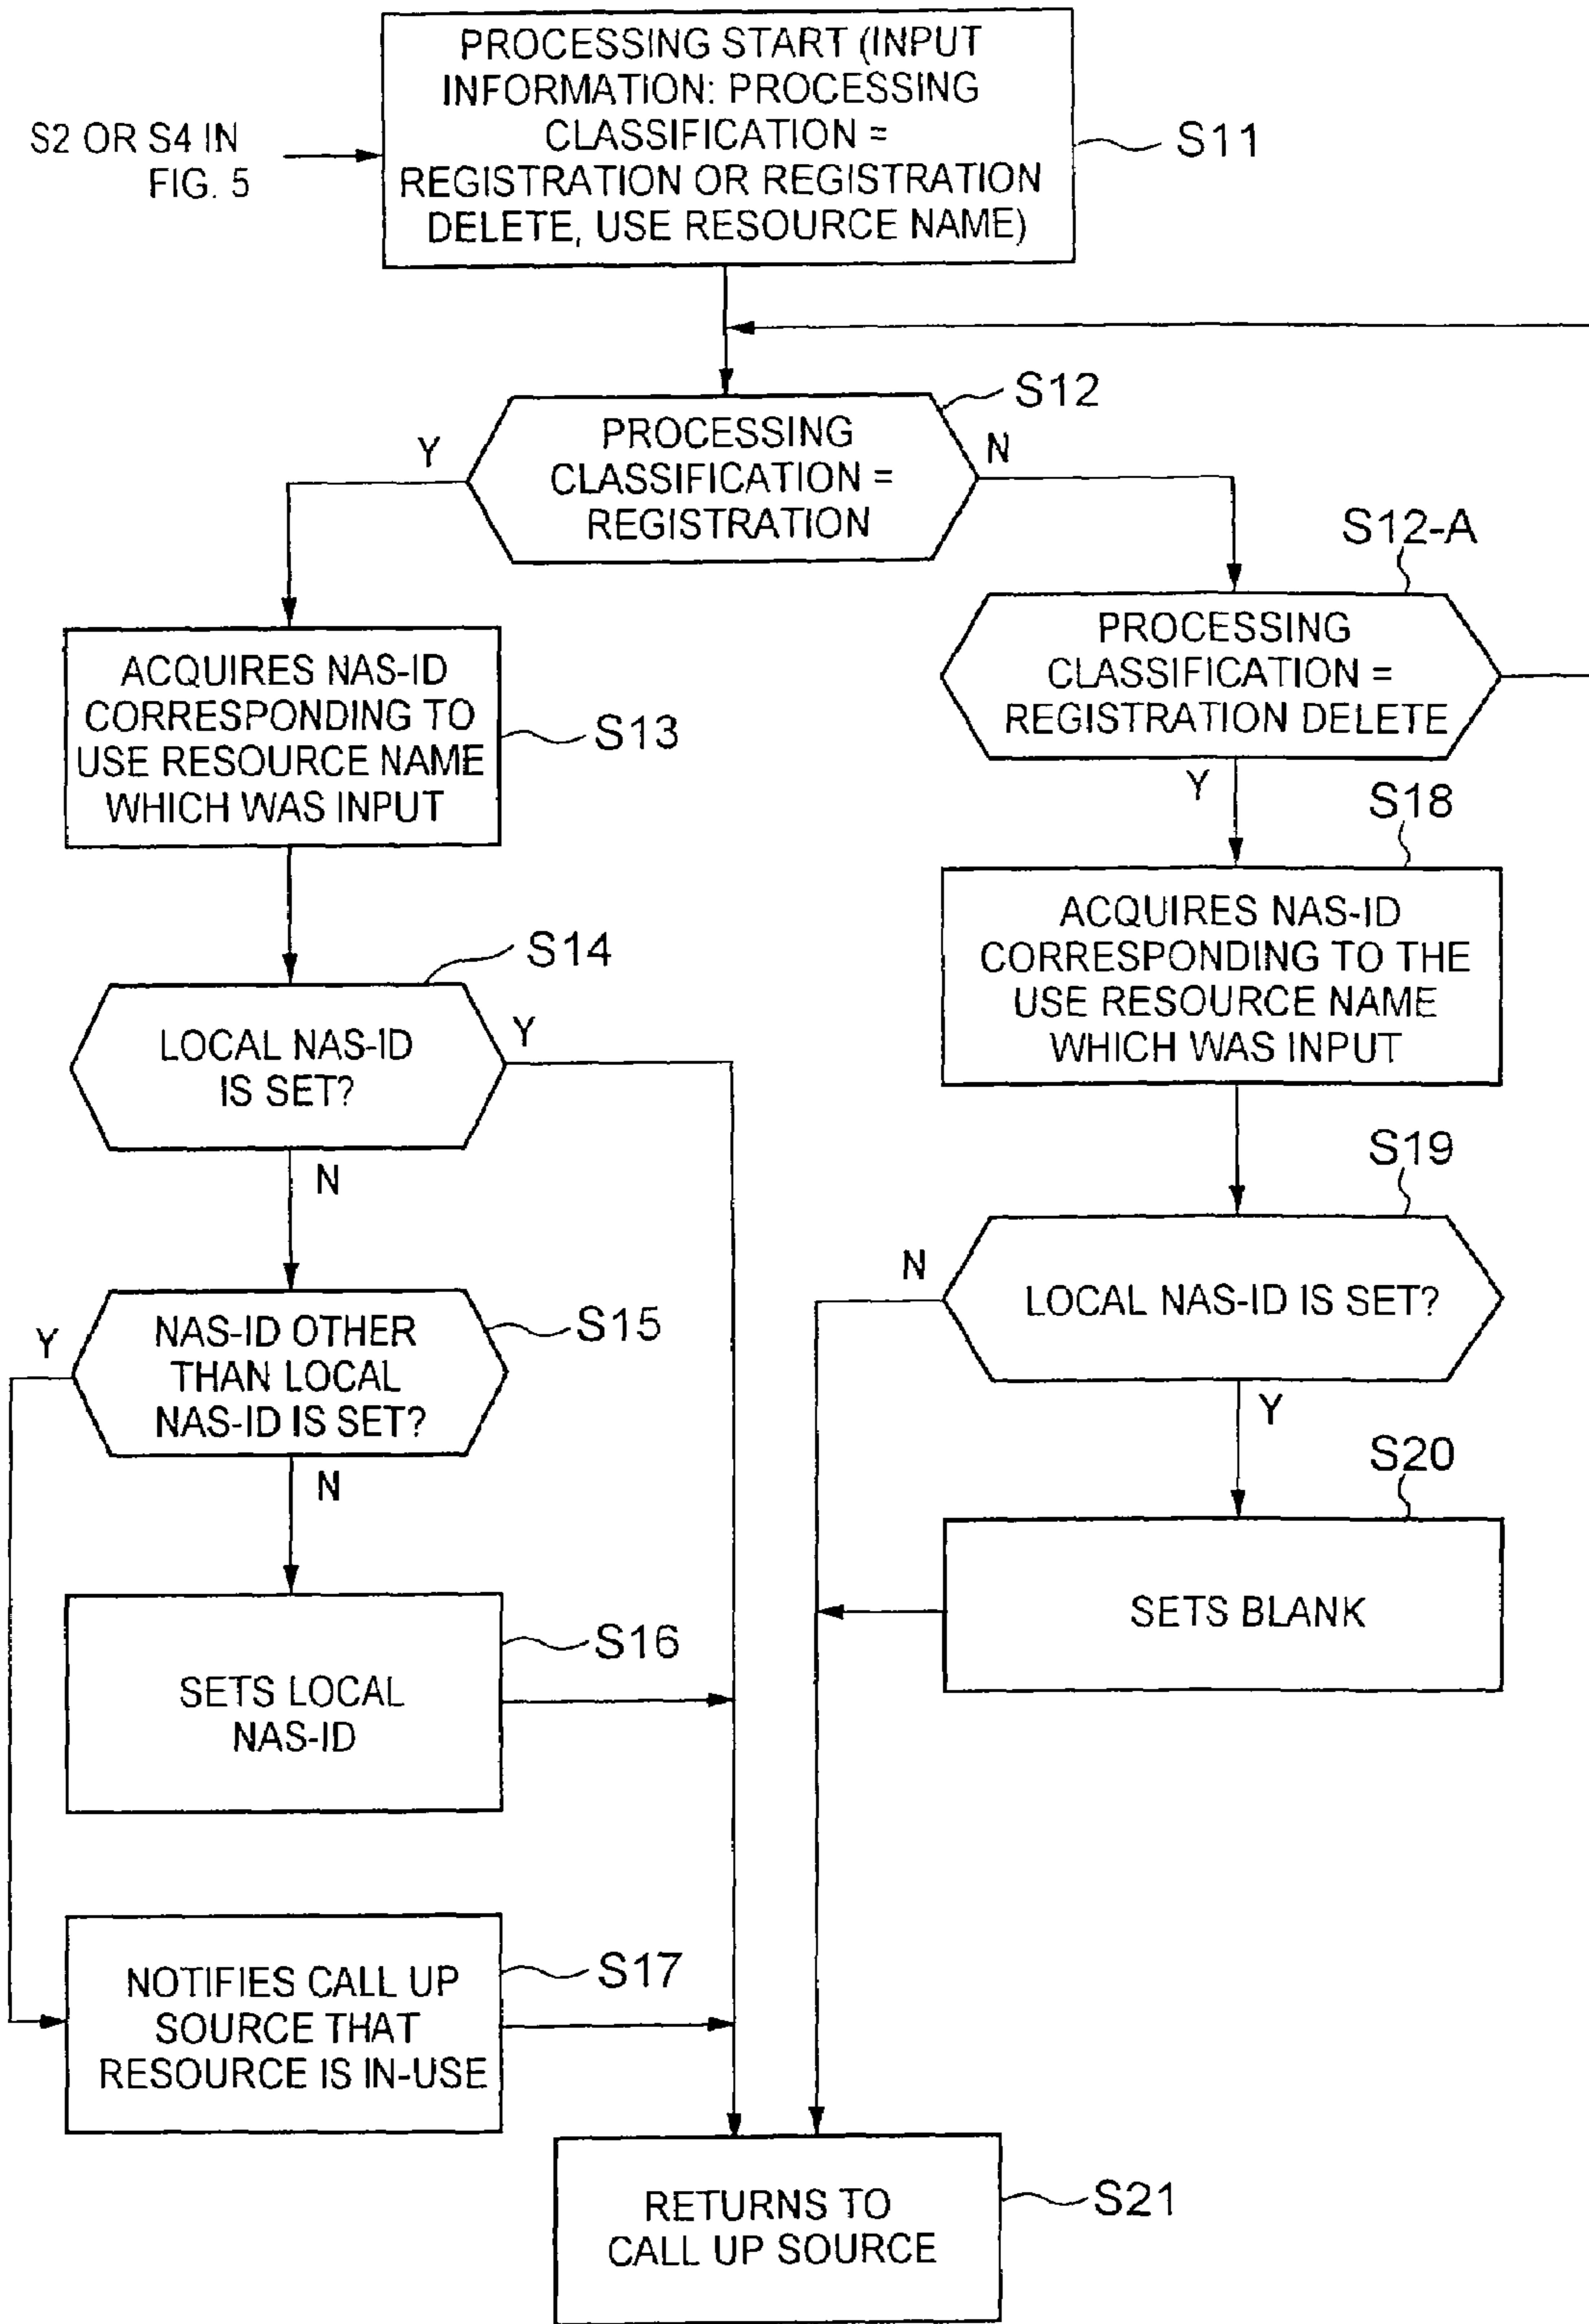 PROCESSING START (INPUT
INFORMATION: PROCESSING
CLASSIFICATION =
REGISTRATION OR REGISTRATION
DELETE, USE RESOURCE NAME)
S11
S2 OR S4 IN
FIG. 5
S12
PROCESSING
CLASSIFICATION =
REGISTRATION
Y
N
S12-A
PROCESSING
CLASSIFICATION =
REGISTRATION DELETE
Y
ACQUIRES NAS-ID
CORRESPONDING TO
USE RESOURCE NAME
WHICH WAS INPUT
S13
S18
ACQUIRES NAS-ID
CORRESPONDING TO THE
USE RESOURCE NAME
WHICH WAS INPUT
S14
LOCAL NAS-ID
IS SET?
Y
N
S19
LOCAL NAS-ID IS SET?
N
Y
NAS-ID OTHER
THAN LOCAL
NAS-ID IS SET?
S15
Y
N
S20
SETS BLANK
SETS LOCAL
NAS-ID
S16
NOTIFIES CALL UP
SOURCE THAT
RESOURCE IS IN-USE
S17
RETURNS TO
CALL UP SOURCE
S21